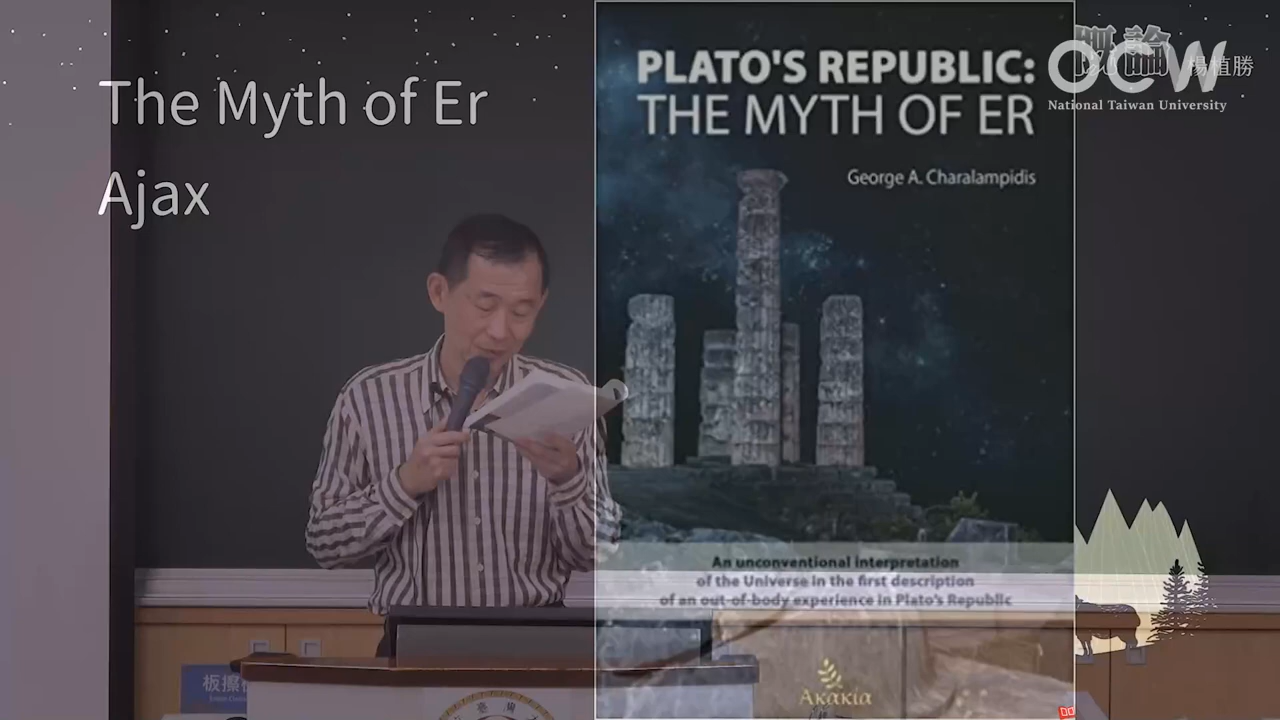 The Myth of Er
Ajax
PLATO'S REPUBLIC:
THE MYTH OF ER
George A. Charalampidis
An unconventional interpretation
of the Universe in the first description
of an out-of-body experience in Plato's Republic
Akakia
OCW
National Taiwan University
楊植勝
板擦